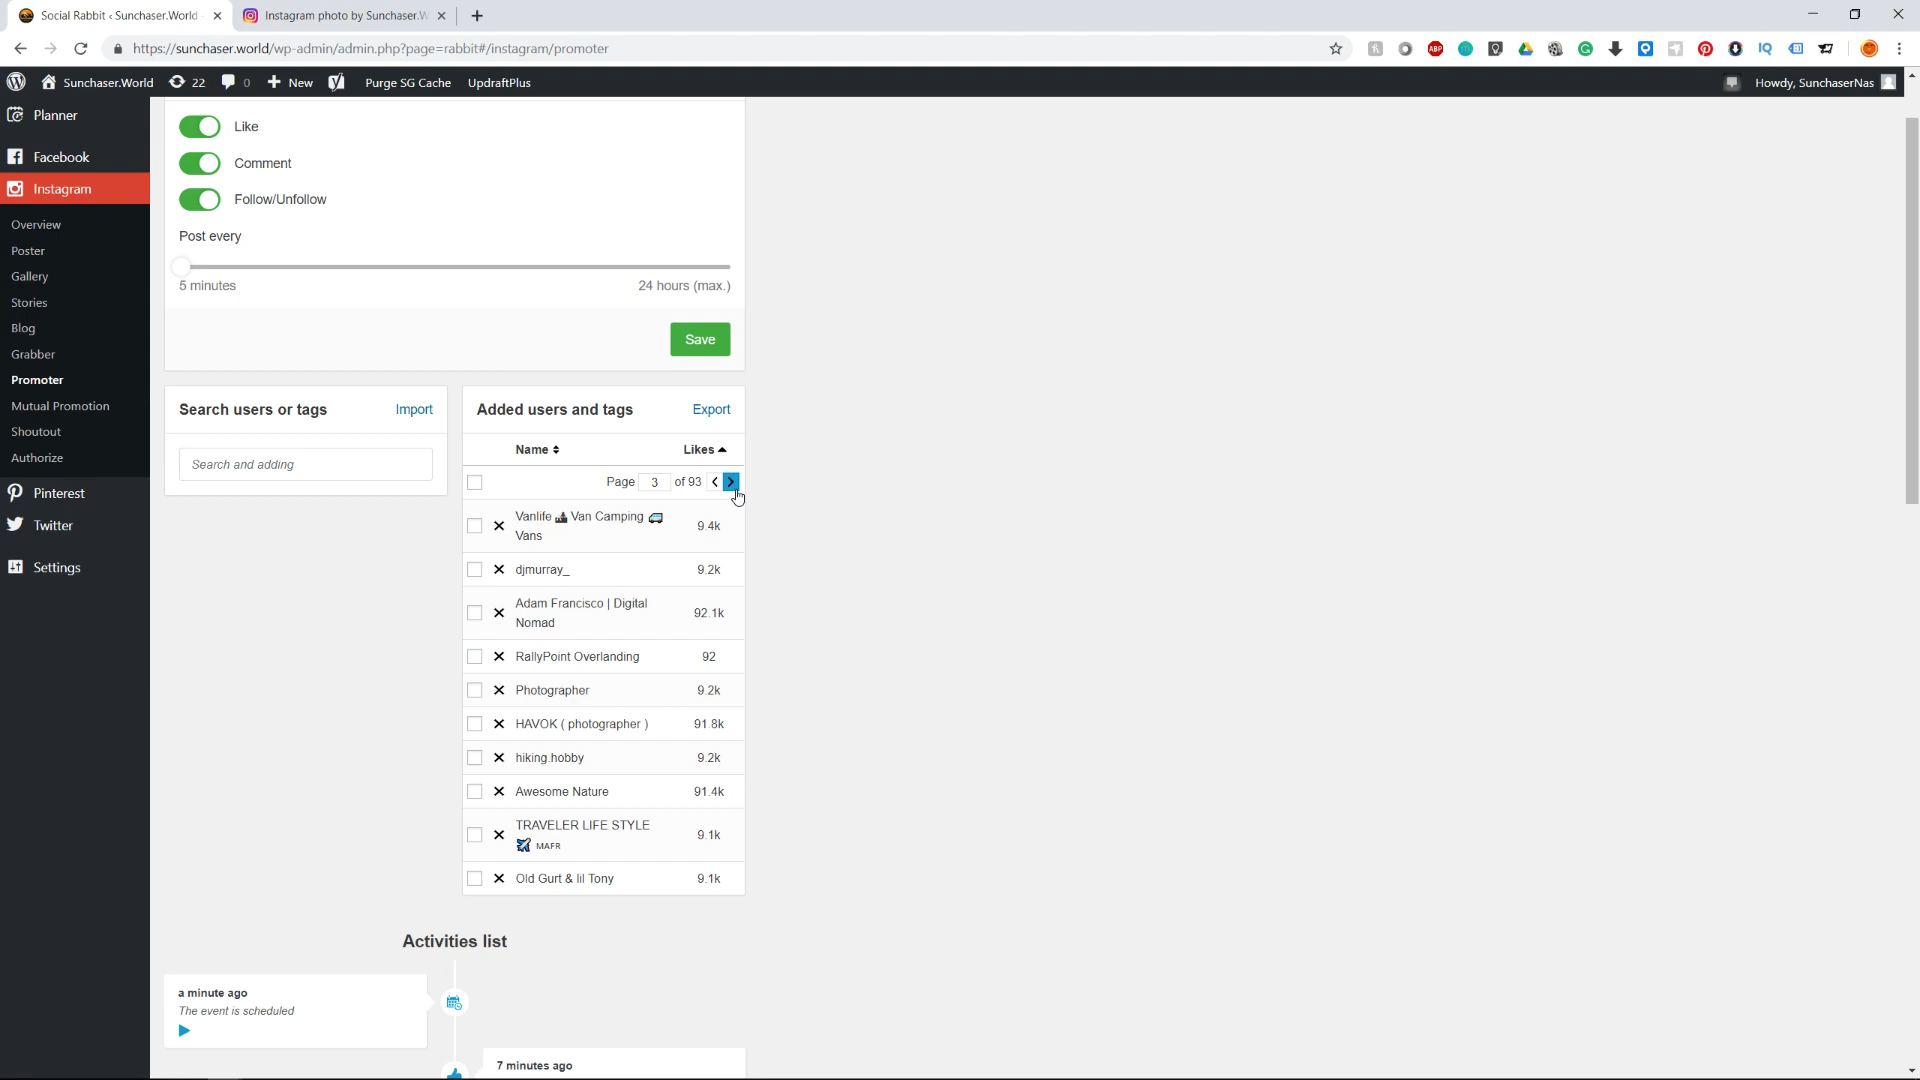 Social Rabbit ‹ Sunchaser.World
Instagram photo by Sunchaser.W
https://sunchaser.world/wp-admin/admin.php?page=rabbit#/instagram/promoter
Sunchaser.World
22
0
New
Purge SG Cache
UpdraftPlus
Howdy, SunchaserNas
Planner
Facebook
Instagram
Overview
Poster
Gallery
Stories
Blog
Grabber
Promoter
Mutual Promotion
Shoutout
Authorize
Pinterest
Twitter
Settings
Like
Comment
Follow/Unfollow
Post every
5 minutes
24 hours (max.)
Save
Search users or tags
Import
Search and adding
Added users and tags
Export
Name
Likes
Page 3 of 93
Vanlife 🏕 Van Camping 🚐
Vans
9.4k
djmurray_
9.2k
Adam Francisco | Digital
Nomad
92.1k
RallyPoint Overlanding
92
Photographer
9.2k
HAVOK ( photographer )
91.8k
hiking.hobby
9.2k
Awesome Nature
91.4k
TRAVELER LIFE STYLE
✈ MAFR
9.1k
Old Gurt & lil Tony
9.1k
Activities list
a minute ago
The event is scheduled
7 minutes ago